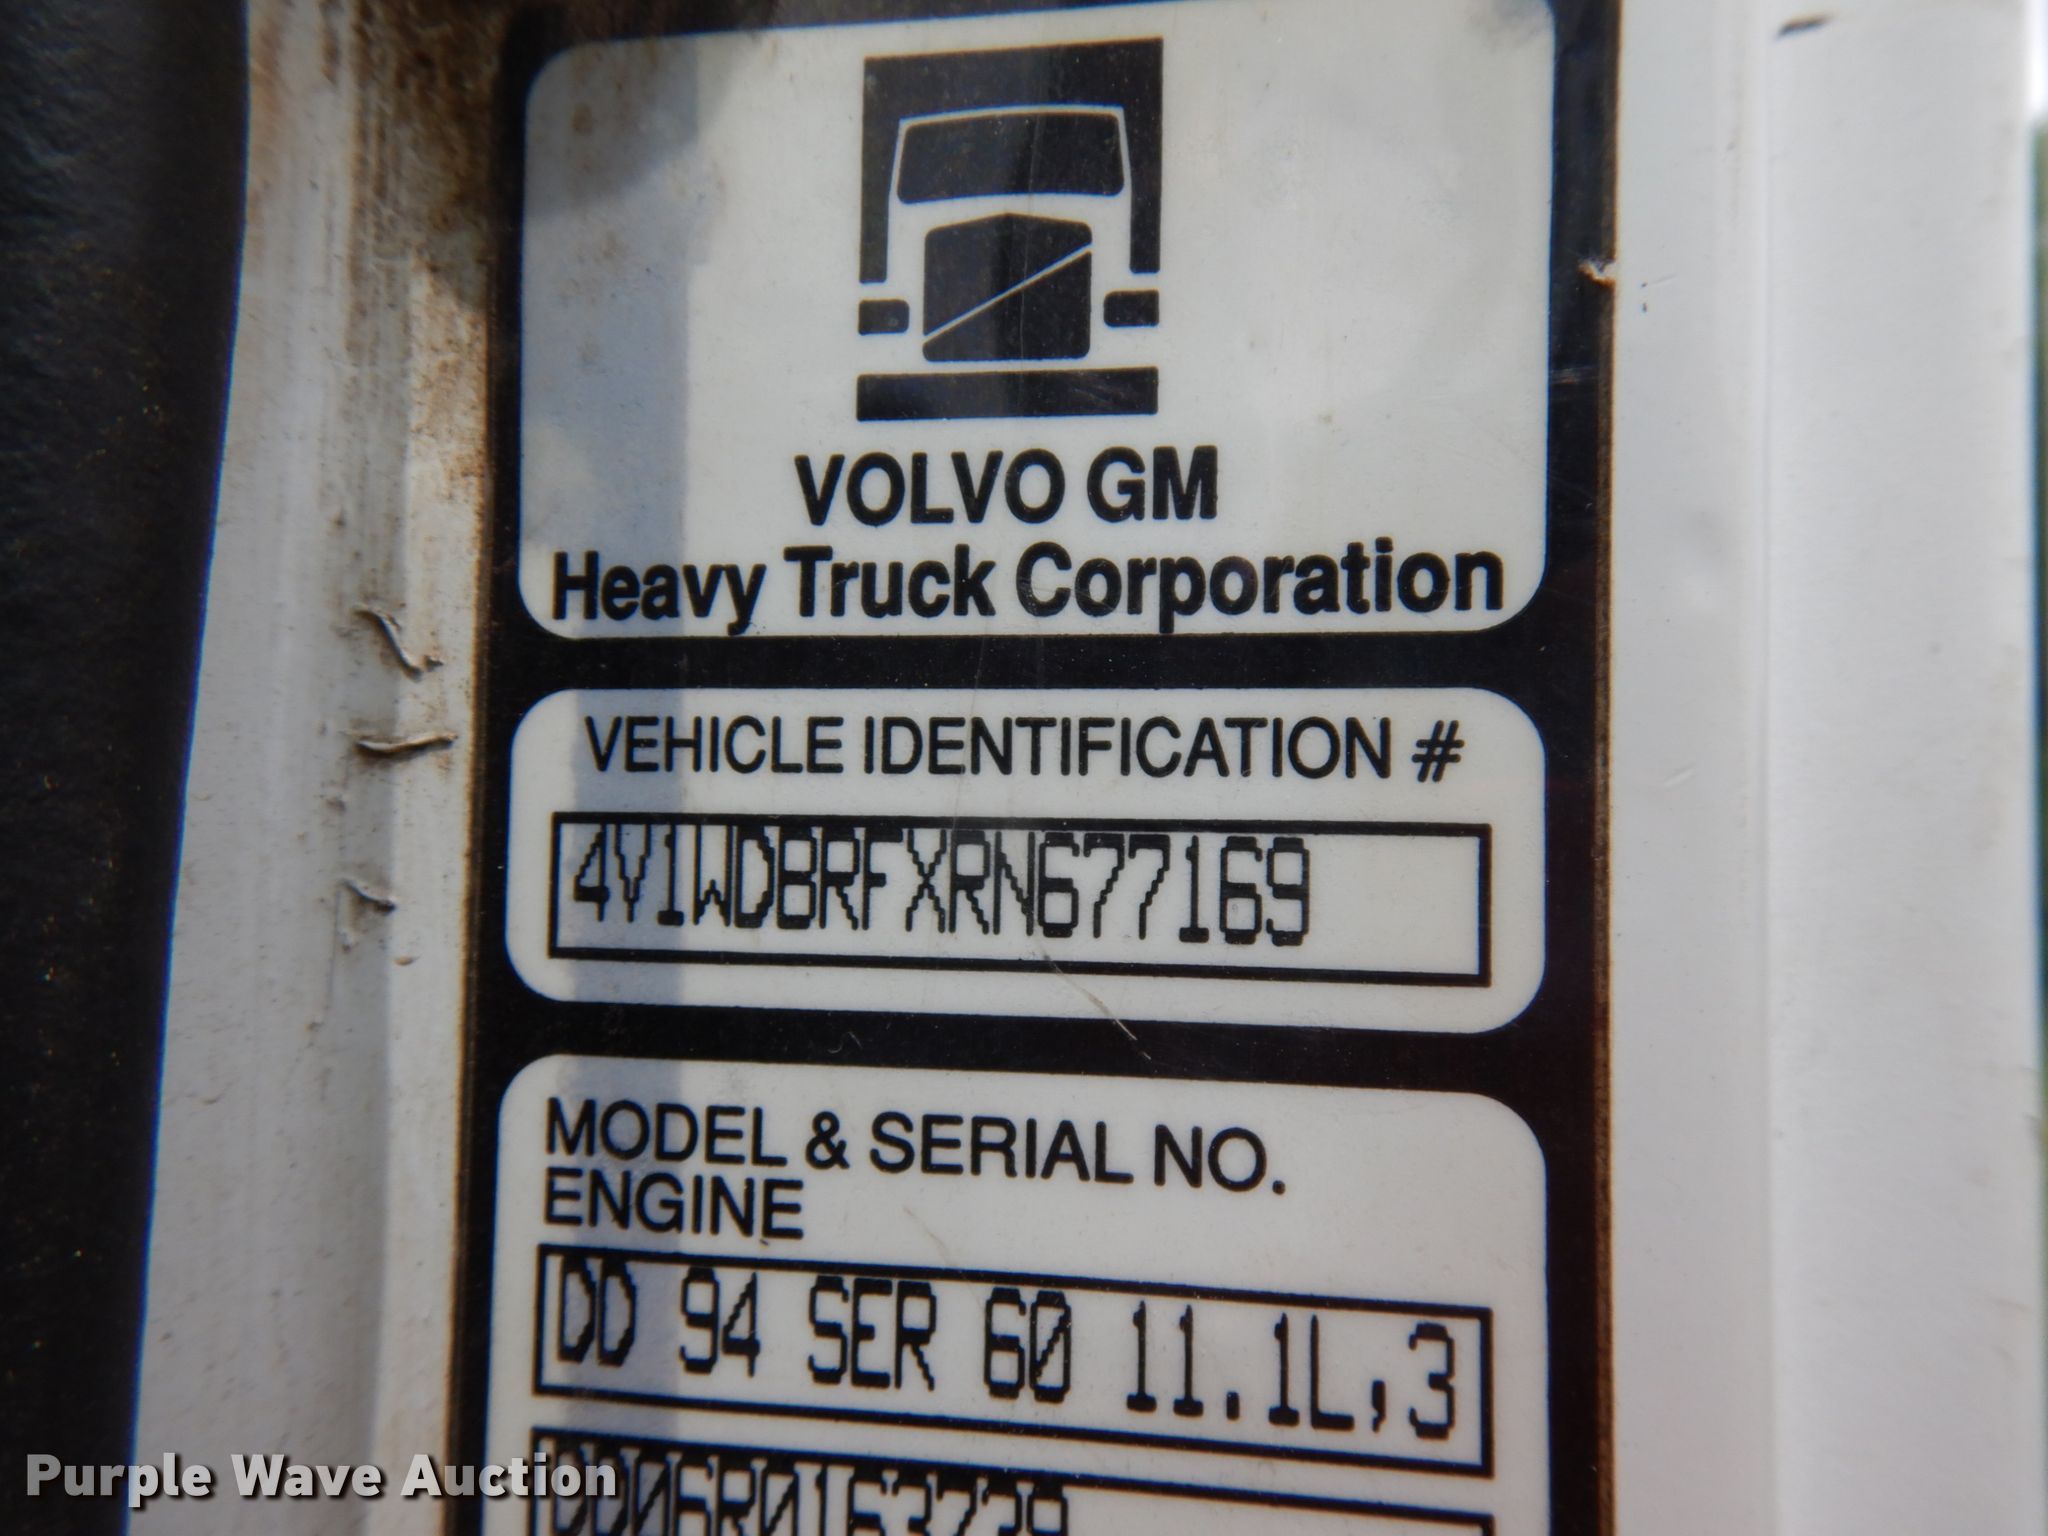 VOLVO GM
Heavy Truck Corporation
VEHICLE IDENTIFICATION #
4V1WDBRFXRN677169
MODEL & SERIAL NO.
ENGINE
DD 94 SER 60 11.1L,3
Purple Wave Auction